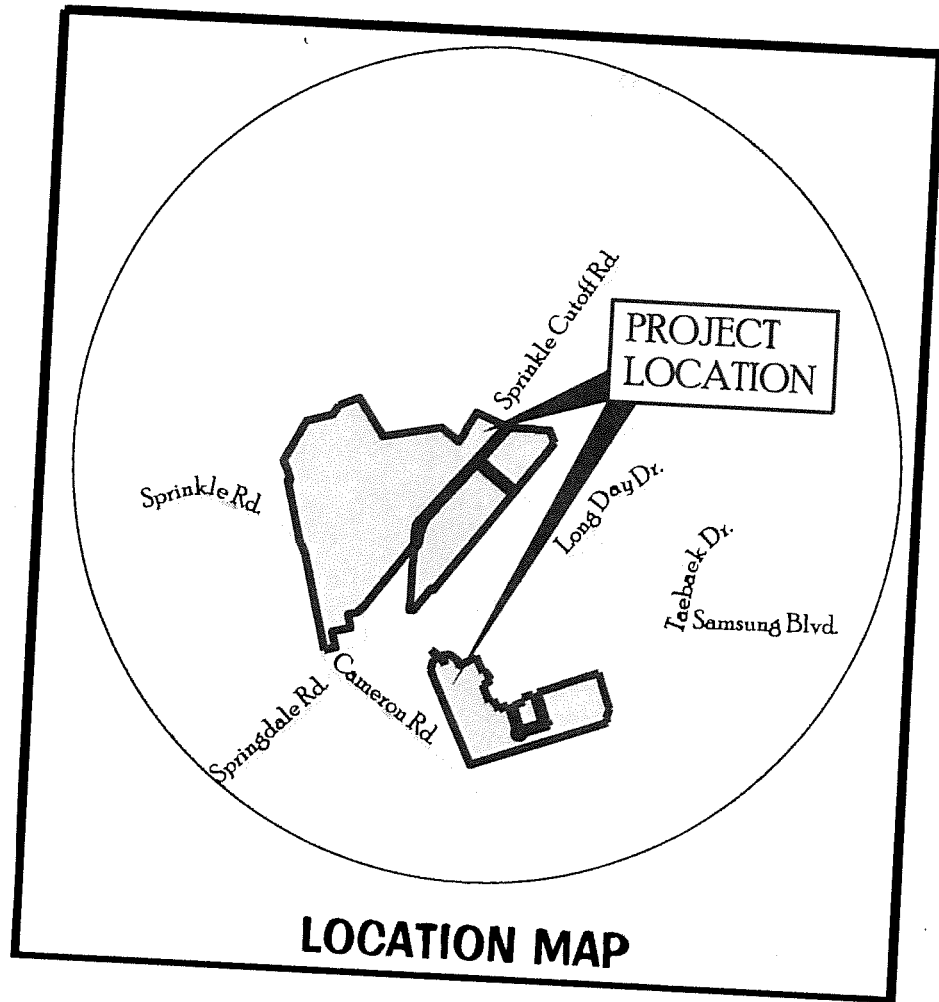 Sprinkle Cutoff Rd.
PROJECT
LOCATION
Sprinkle Rd.
Long Day Dr.
Taebaek Dr.
Samsung Blvd.
Cameron Rd.
Springdale Rd.
LOCATION MAP